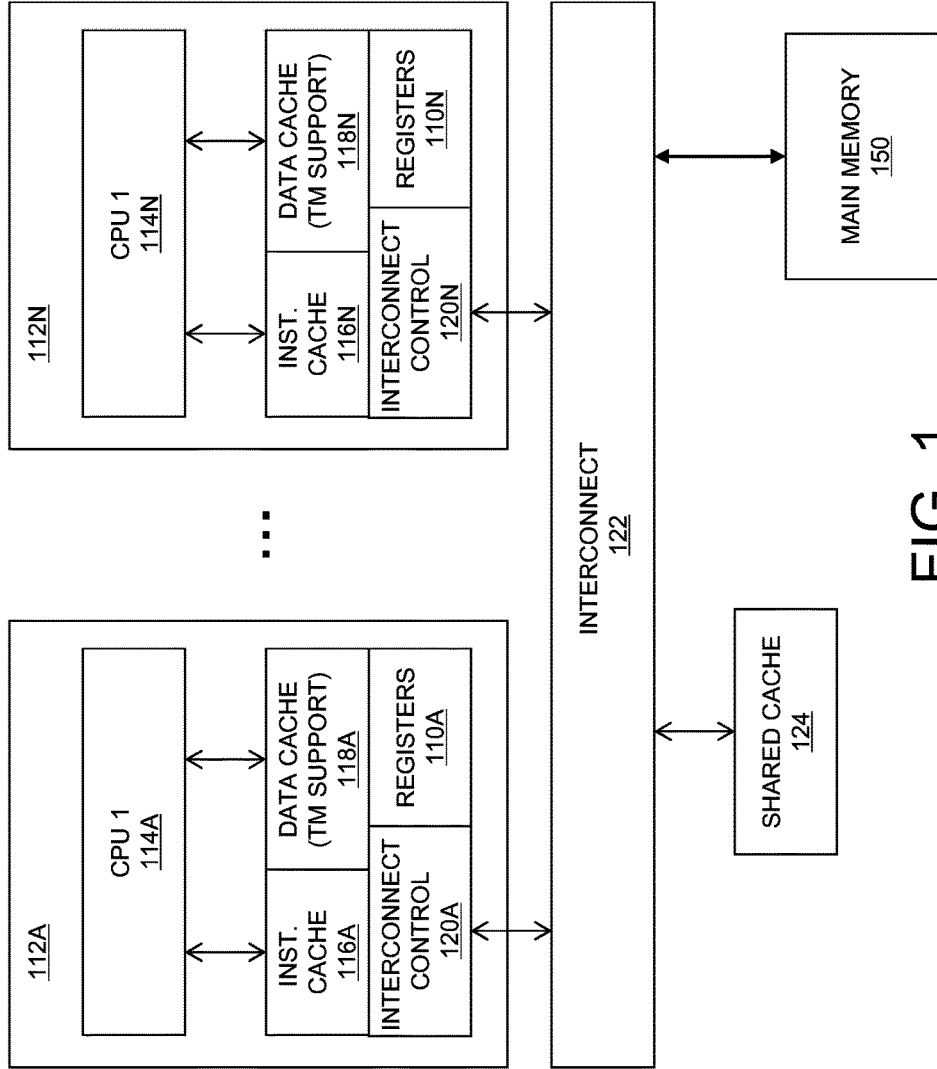 112A
CPU 1
114A
INST.
CACHE
116A
DATA CACHE
(TM SUPPORT)
118A
INTERCONNECT
CONTROL
120A
REGISTERS
110A
...
112N
CPU 1
114N
INST.
CACHE
116N
DATA CACHE
(TM SUPPORT)
118N
INTERCONNECT
CONTROL
120N
REGISTERS
110N
INTERCONNECT
122
SHARED CACHE
124
MAIN MEMORY
150
FIG. 1